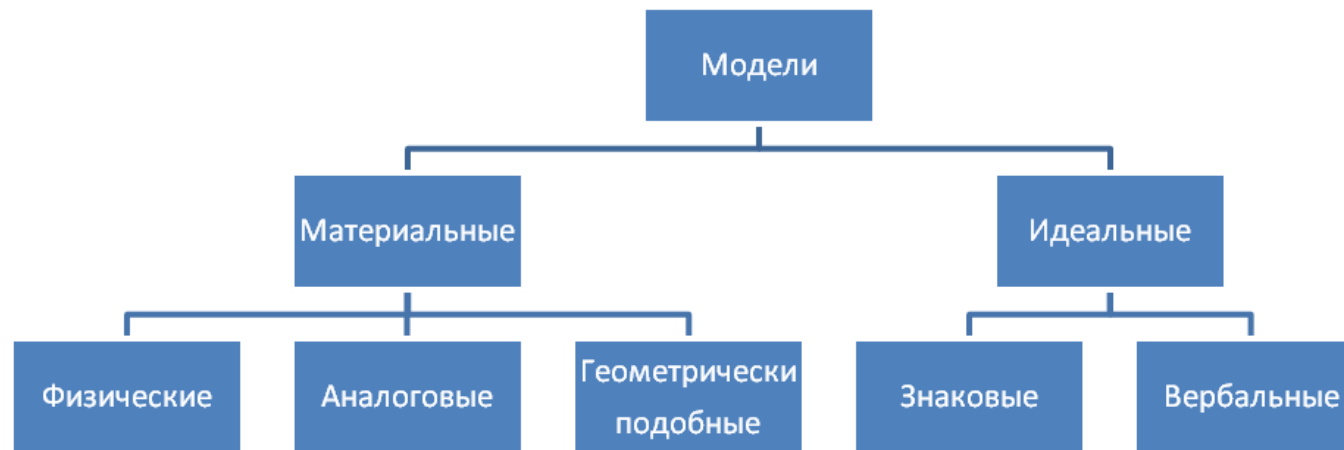 Модели
Материальные
Идеальные
Физические
Аналоговые
Геометрически
подобные
Знаковые
Вербальные